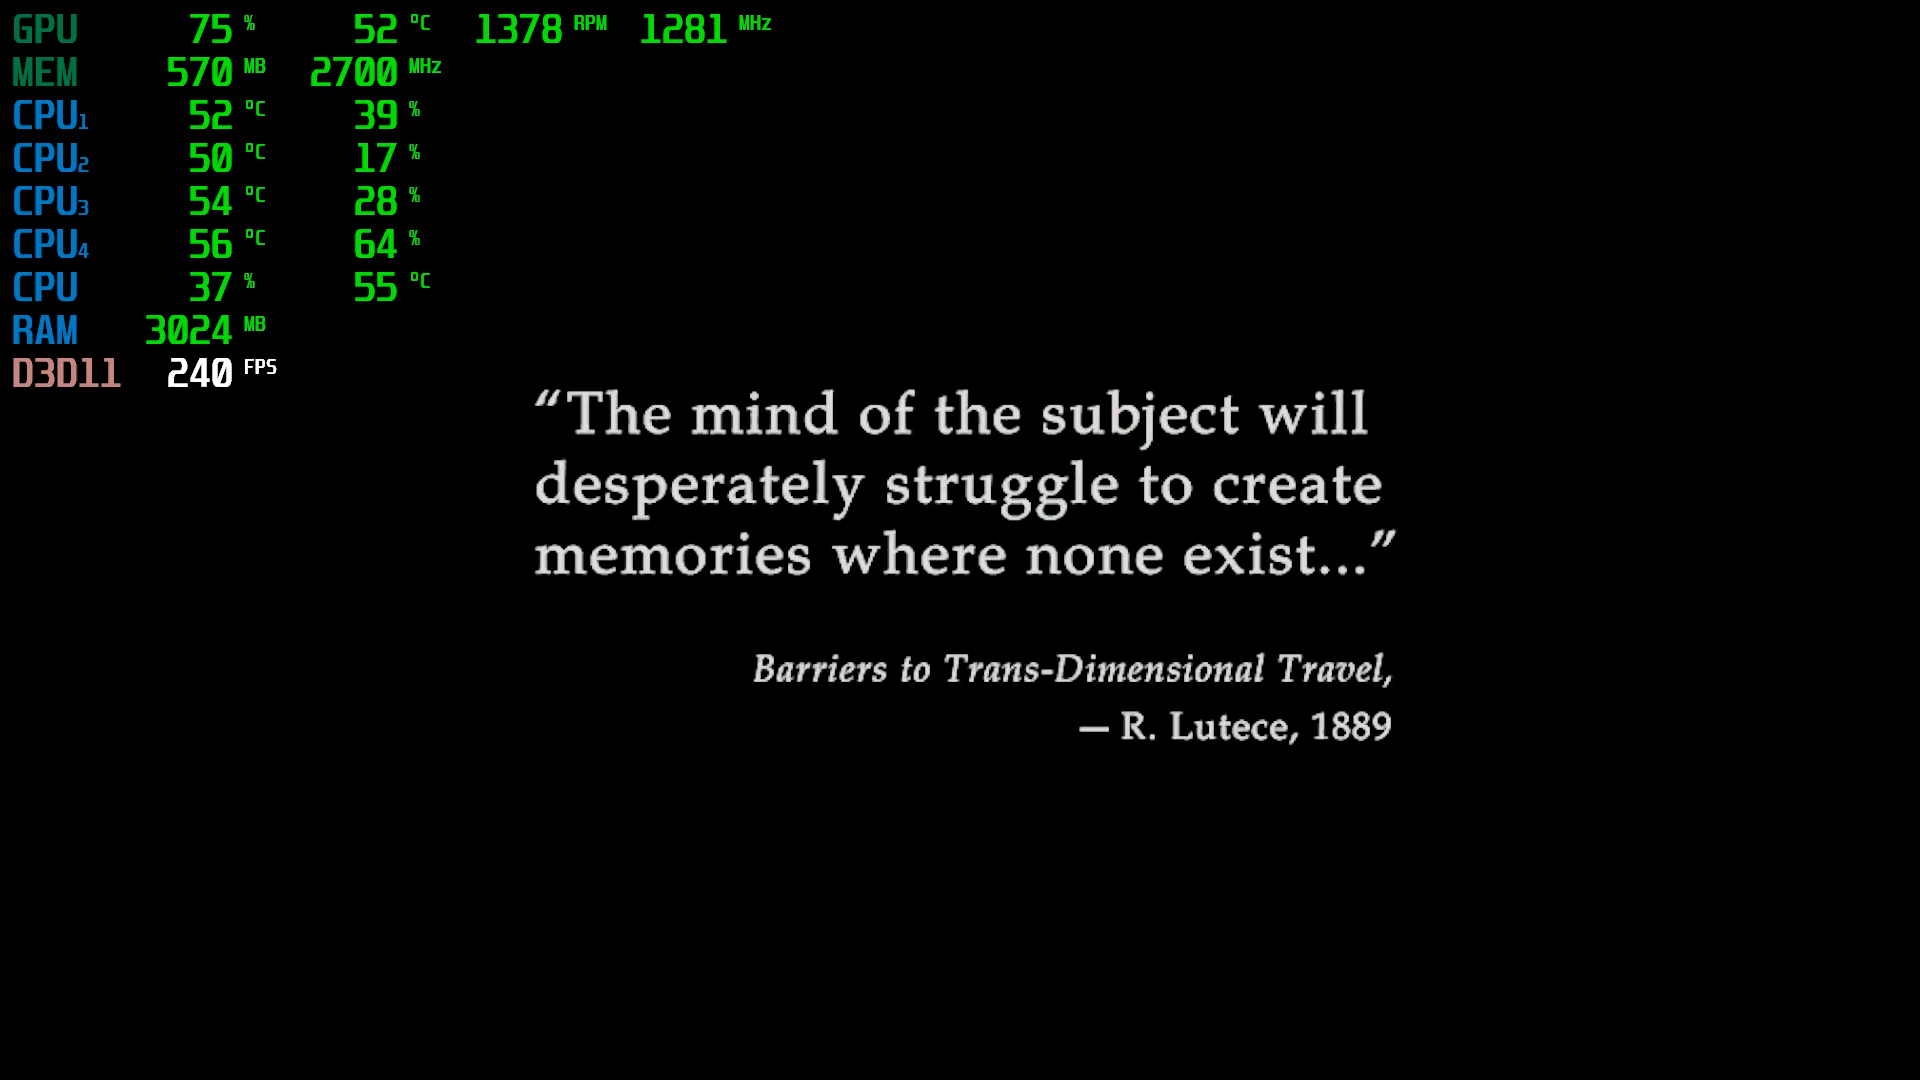 GPU 75 % 52 °C 1378 RPM 1281 MHz
MEM 570 MB 2700 MHz
CPU1 52 °C 39 %
CPU2 50 °C 17 %
CPU3 54 °C 28 %
CPU4 56 °C 64 %
CPU 37 % 55 °C
RAM 3024 MB
D3D11 240 FPS
“The mind of the subject will
desperately struggle to create
memories where none exist...”
Barriers to Trans-Dimensional Travel,
— R. Lutece, 1889